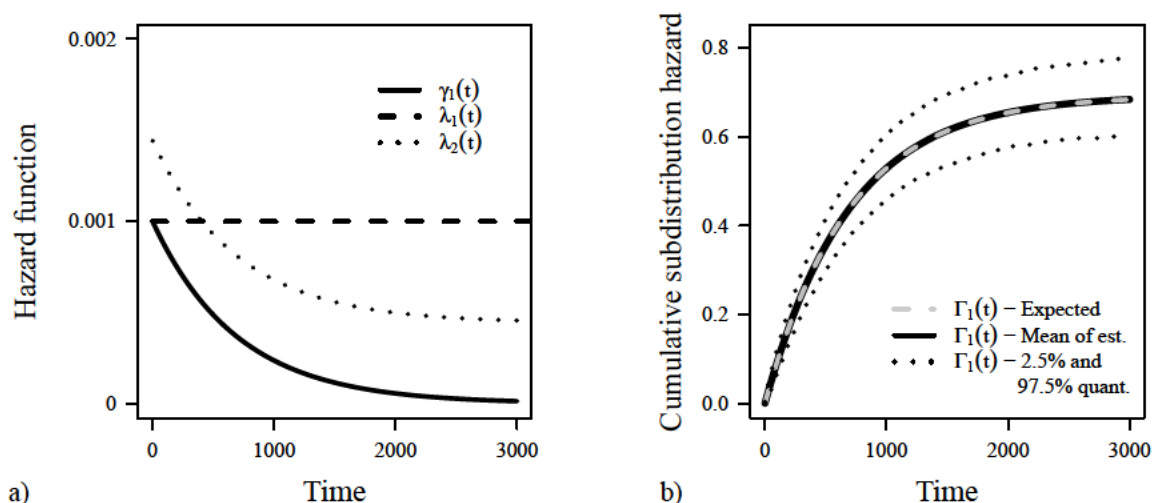 Hazard function
0.002
0.001
0
γ₁(t)
λ₁(t)
λ₂(t)
0 1000 2000 3000
Time
a)
Cumulative subdistribution hazard
0.8
0.6
0.4
0.2
0.0
Γ₁(t) − Expected
Γ₁(t) − Mean of est.
Γ₁(t) − 2.5% and
97.5% quant.
0 1000 2000 3000
Time
b)